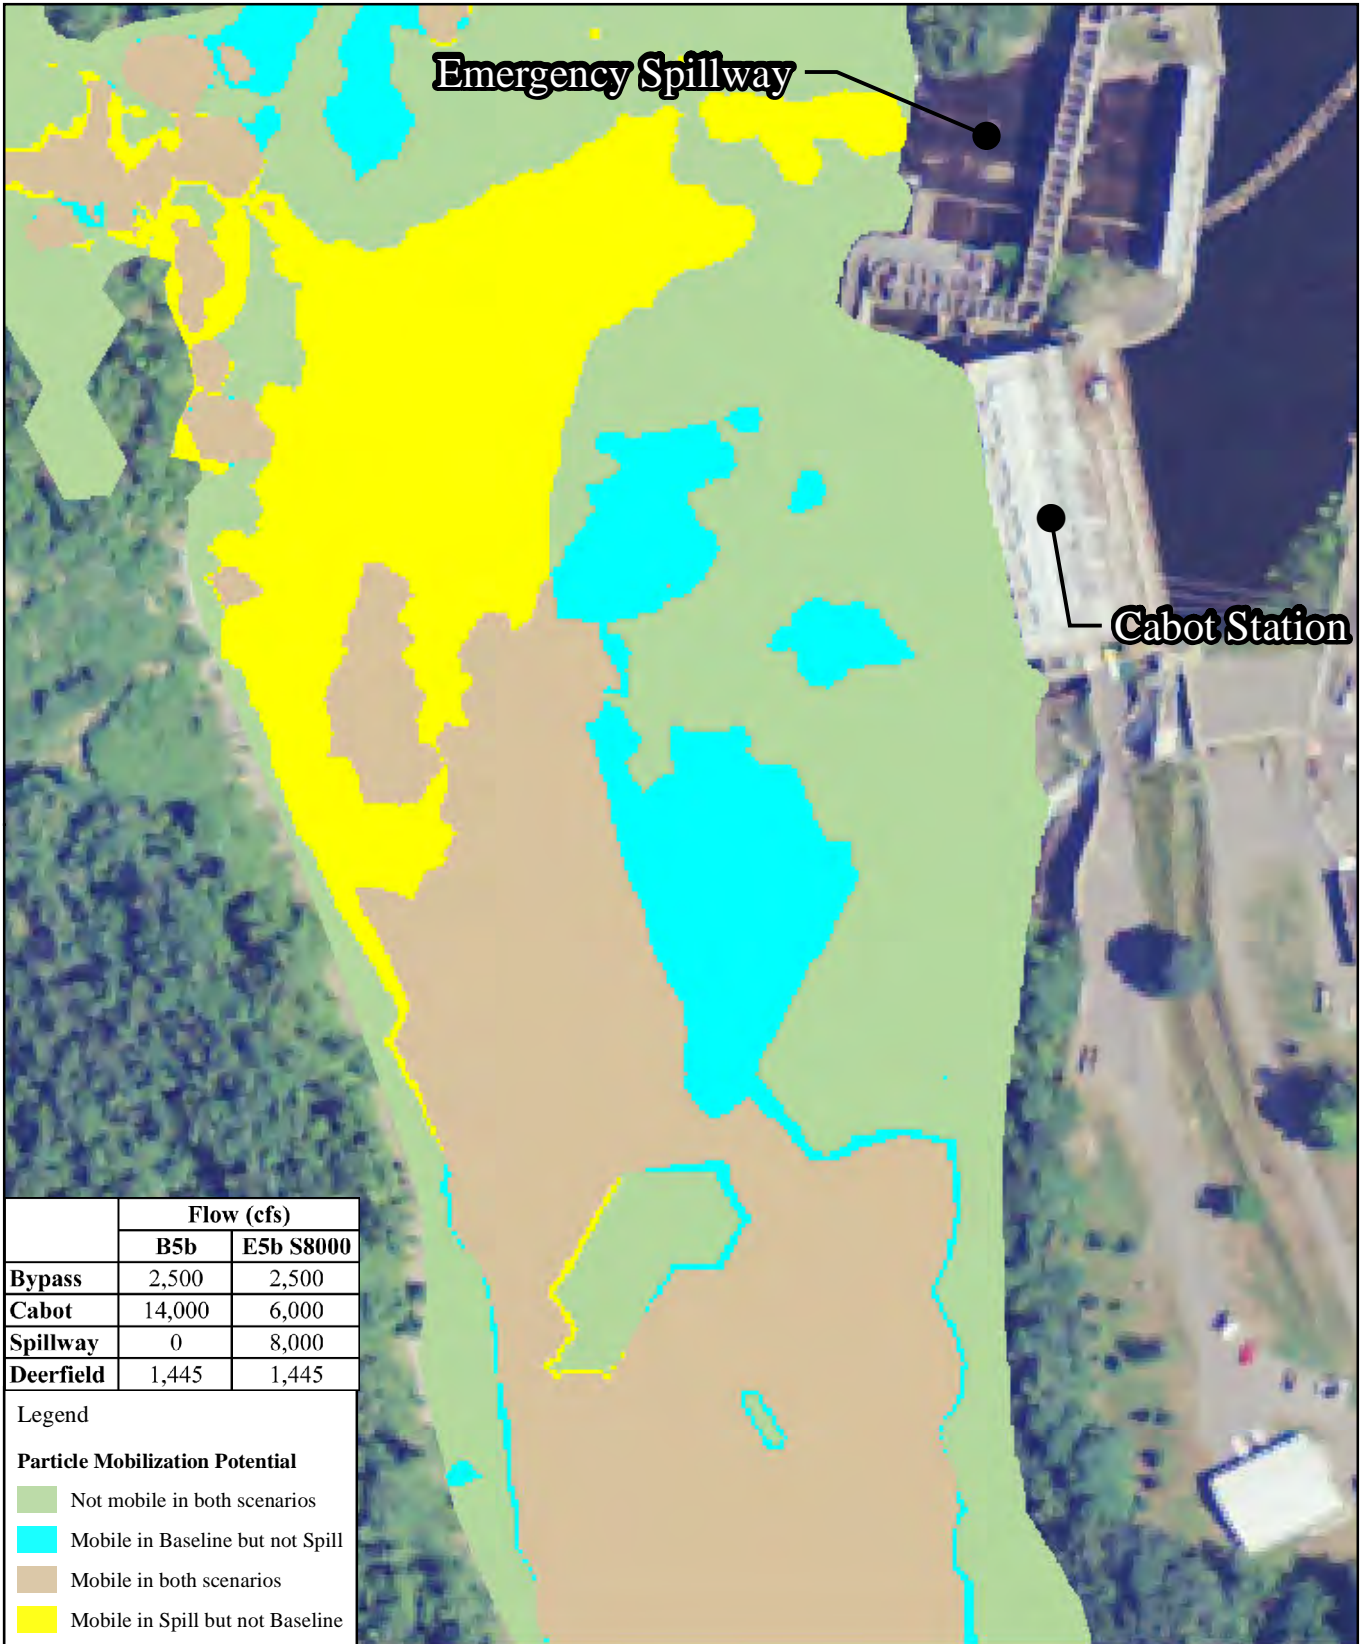 Emergency Spillway
Cabot Station
Flow (cfs)
B5b E5b S8000
Bypass 2,500 2,500
Cabot 14,000 6,000
Spillway 0 8,000
Deerfield 1,445 1,445
Legend
Particle Mobilization Potential
Not mobile in both scenarios
Mobile in Baseline but not Spill
Mobile in both scenarios
Mobile in Spill but not Baseline